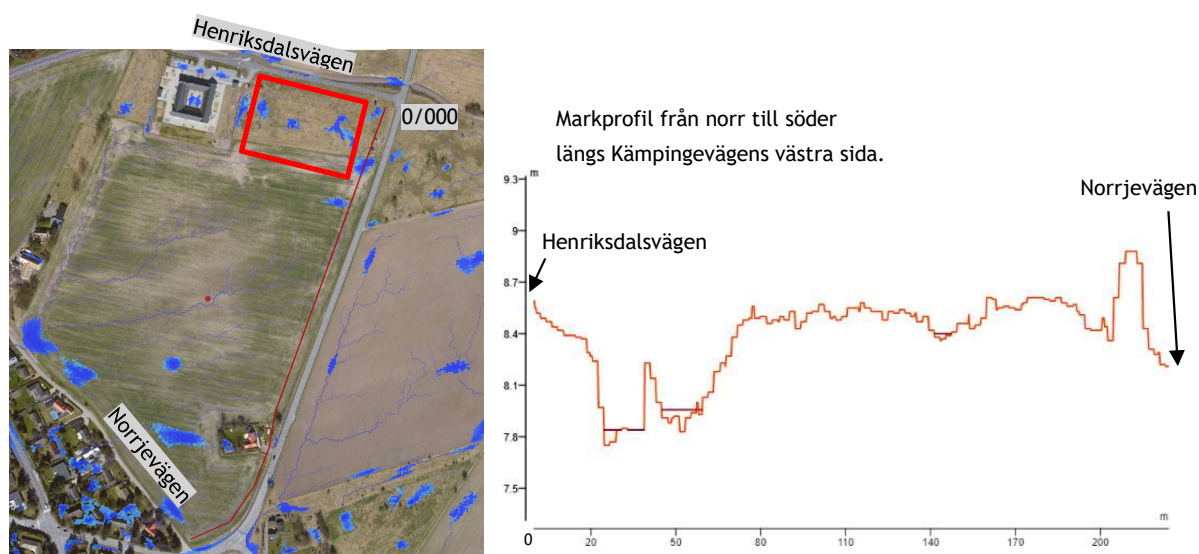 Henriksdalsvägen
0/000
Norrjevägen
Markprofil från norr till söder
längs Kämpingevägens västra sida.
m
9.3
9
8.7
8.4
8.1
7.8
7.5
Henriksdalsvägen
Norrjevägen
m
0 20 50 80 110 140 170 200